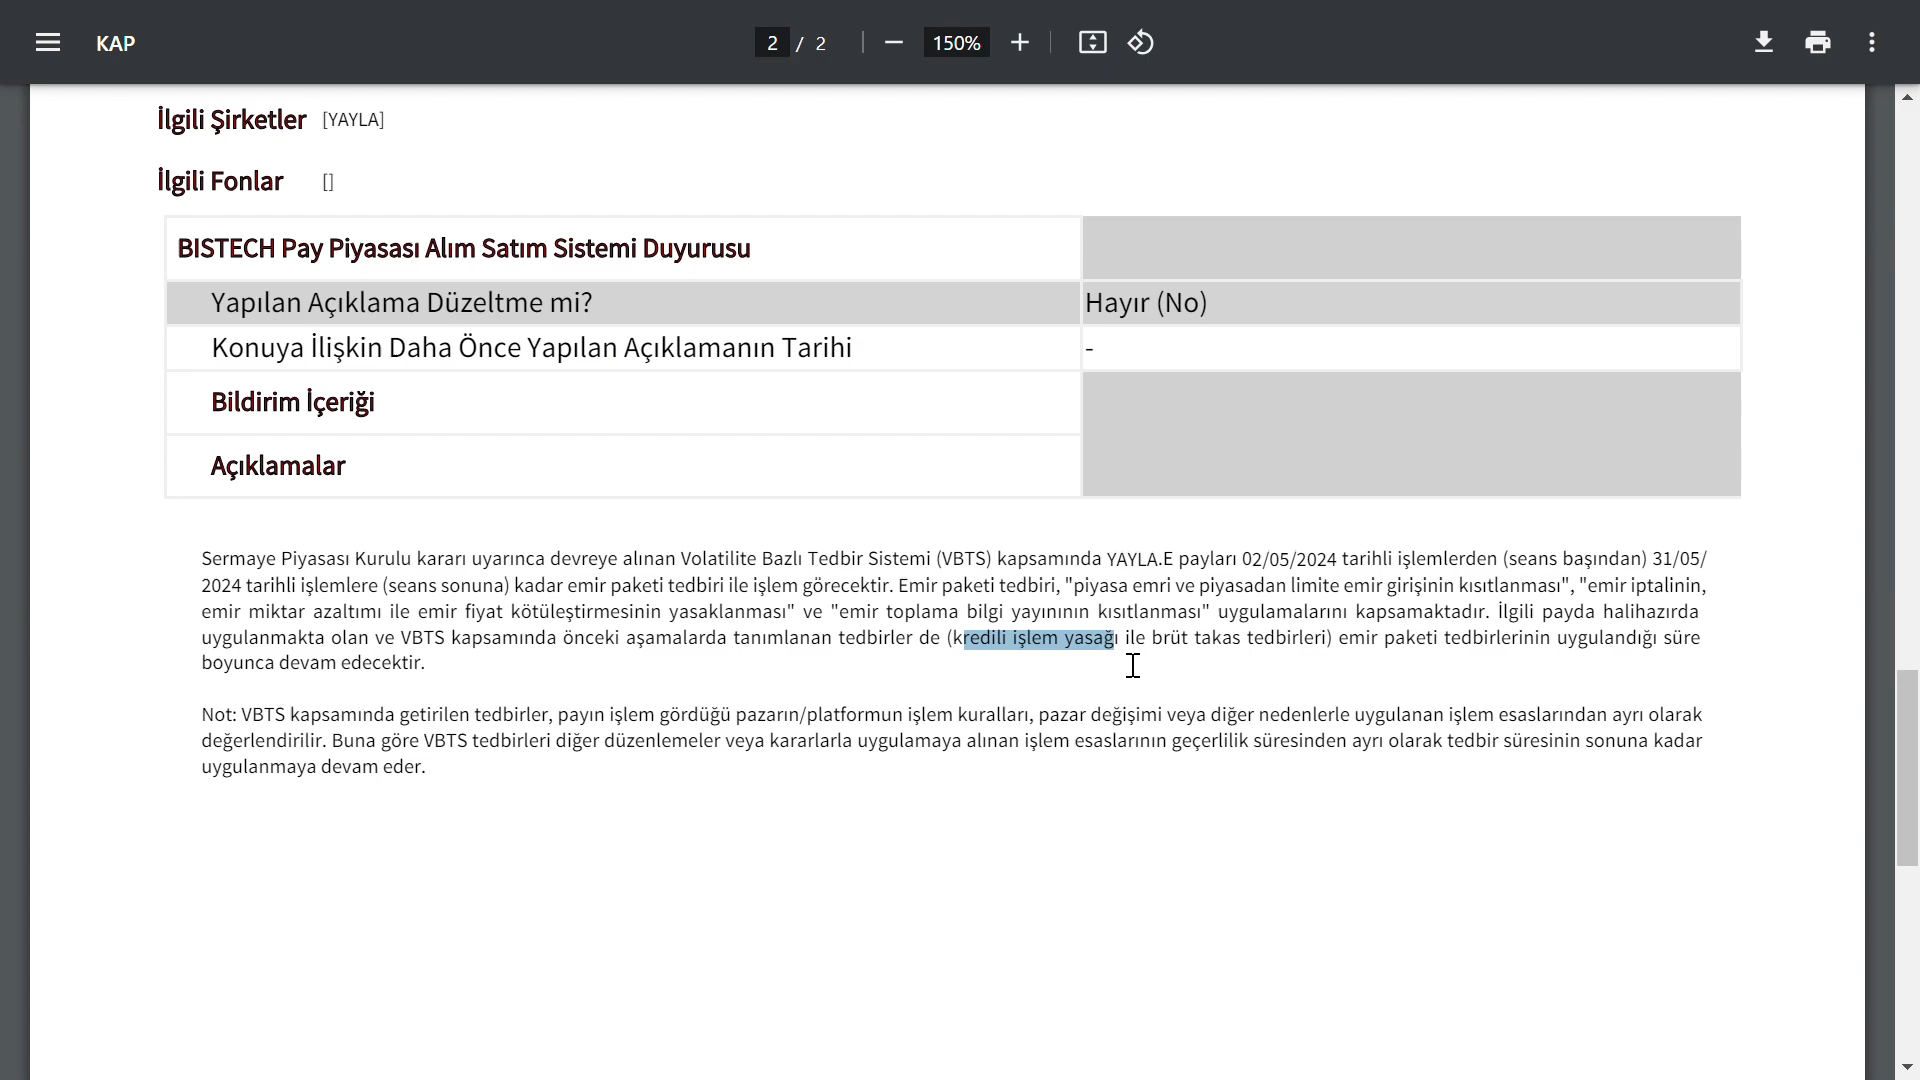 KAP
2 / 2
150%
İlgili Şirketler [YAYLA]
İlgili Fonlar []
BISTECH Pay Piyasası Alım Satım Sistemi Duyurusu
Yapılan Açıklama Düzeltme mi? Hayır (No)
Konuya İlişkin Daha Önce Yapılan Açıklamanın Tarihi -
Bildirim İçeriği
Açıklamalar
Sermaye Piyasası Kurulu kararı uyarınca devreye alınan Volatilite Bazlı Tedbir Sistemi (VBTS) kapsamında YAYLA.E payları 02/05/2024 tarihli işlemlerden (seans başından) 31/05/
2024 tarihli işlemlere (seans sonuna) kadar emir paketi tedbiri ile işlem görecektir. Emir paketi tedbiri, "piyasa emri ve piyasadan limite emir girişinin kısıtlanması", "emir iptalinin,
emir miktar azaltımı ile emir fiyat kötüleştirmesinin yasaklanması" ve "emir toplama bilgi yayınının kısıtlanması" uygulamalarını kapsamaktadır. İlgili payda halihazırda
uygulanmakta olan ve VBTS kapsamında önceki aşamalarda tanımlanan tedbirler de (kredili işlem yasağı ile brüt takas tedbirleri) emir paketi tedbirlerinin uygulandığı süre
boyunca devam edecektir.
Not: VBTS kapsamında getirilen tedbirler, payın işlem gördüğü pazarın/platformun işlem kuralları, pazar değişimi veya diğer nedenlerle uygulanan işlem esaslarından ayrı olarak
değerlendirilir. Buna göre VBTS tedbirleri diğer düzenlemeler veya kararlarla uygulamaya alınan işlem esaslarının geçerlilik süresinden ayrı olarak tedbir süresinin sonuna kadar
uygulanmaya devam eder.